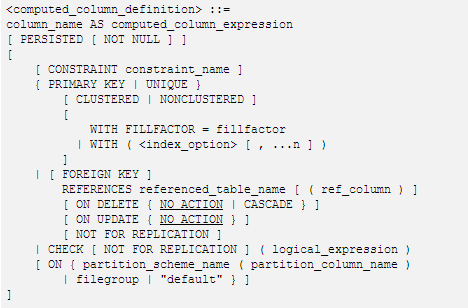 <computed_column_definition> ::=
column_name AS computed_column_expression
[ PERSISTED [ NOT NULL ] ]
[
[ CONSTRAINT constraint_name ]
{ PRIMARY KEY | UNIQUE }
[ CLUSTERED | NONCLUSTERED ]
[
WITH FILLFACTOR = fillfactor
| WITH ( <index_option> [ , ...n ] )
]
| [ FOREIGN KEY ]
REFERENCES referenced_table_name [ ( ref_column ) ]
[ ON DELETE { NO ACTION | CASCADE } ]
[ ON UPDATE { NO ACTION } ]
[ NOT FOR REPLICATION ]
| CHECK [ NOT FOR REPLICATION ] ( logical_expression )
[ ON { partition_scheme_name ( partition_column_name )
| filegroup | "default" } ]
]